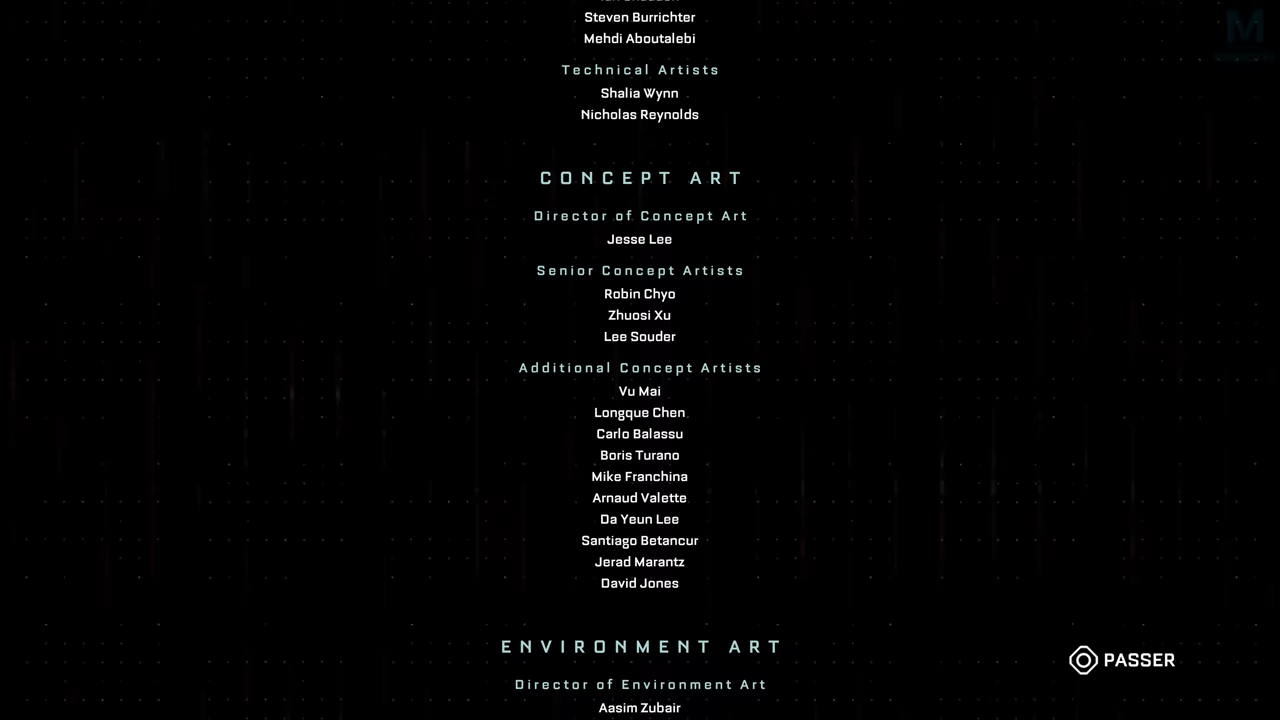 Steven Burrichter
Mehdi Aboutalebi
Technical Artists
Shalia Wynn
Nicholas Reynolds
CONCEPT ART
Director of Concept Art
Jesse Lee
Senior Concept Artists
Robin Chyo
Zhuosi Xu
Lee Souder
Additional Concept Artists
Vu Mai
Longque Chen
Carlo Balassu
Boris Turano
Mike Franchina
Arnaud Valette
Da Yeun Lee
Santiago Betancur
Jerad Marantz
David Jones
ENVIRONMENT ART
Director of Environment Art
Aasim Zubair
PASSER
M